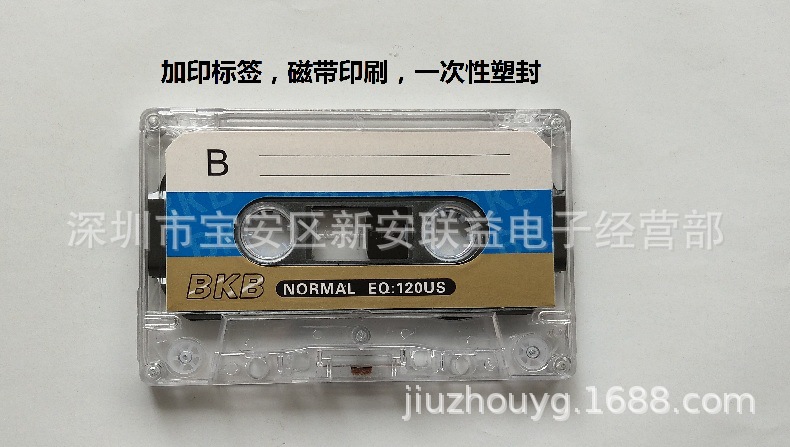 加印标签，磁带印刷，一次性塑封
B
BKB
深圳市宝安区新安联益电子经营部
BKB NORMAL EQ:120US
jiuzhouyg.1688.com